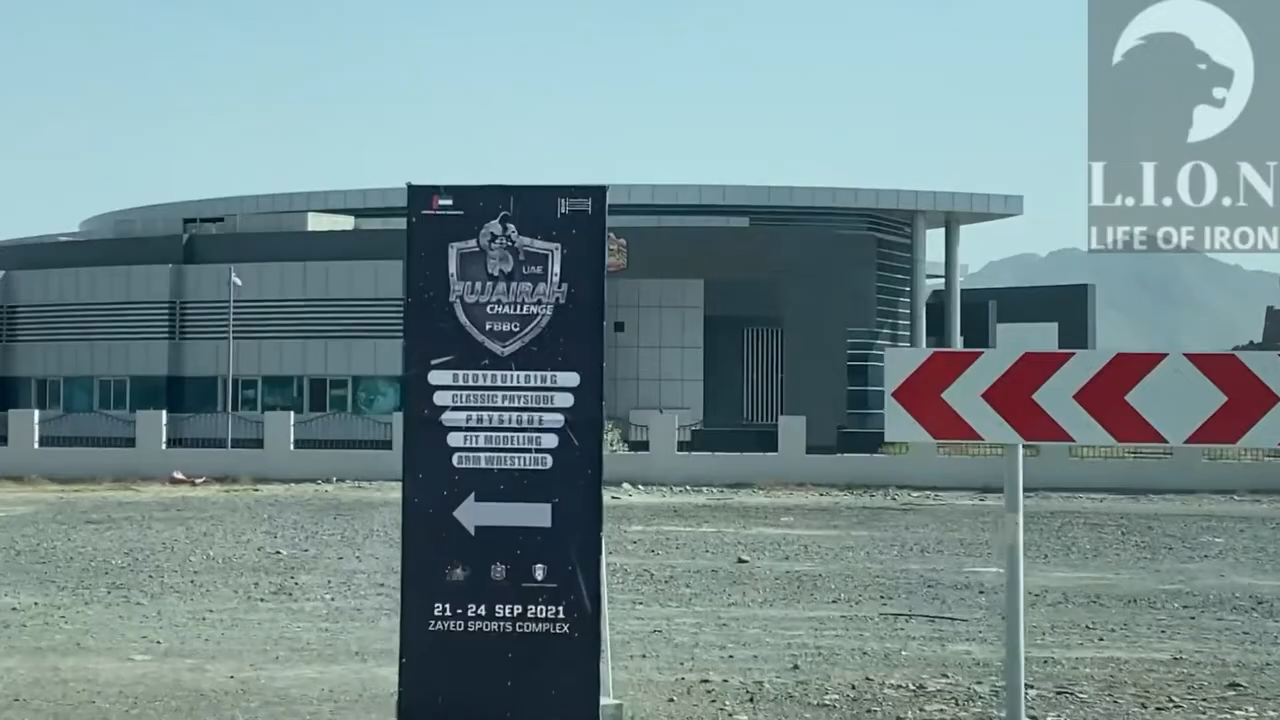 UAE
FUJAIRAH
CHALLENGE
FBBC
BODYBUILDING
CLASSIC PHYSIQUE
PHYSIQUE
FIT MODELING
ARM WRESTLING
21 - 24 SEP 2021
ZAYED SPORTS COMPLEX
L.I.O.N
LIFE OF IRON